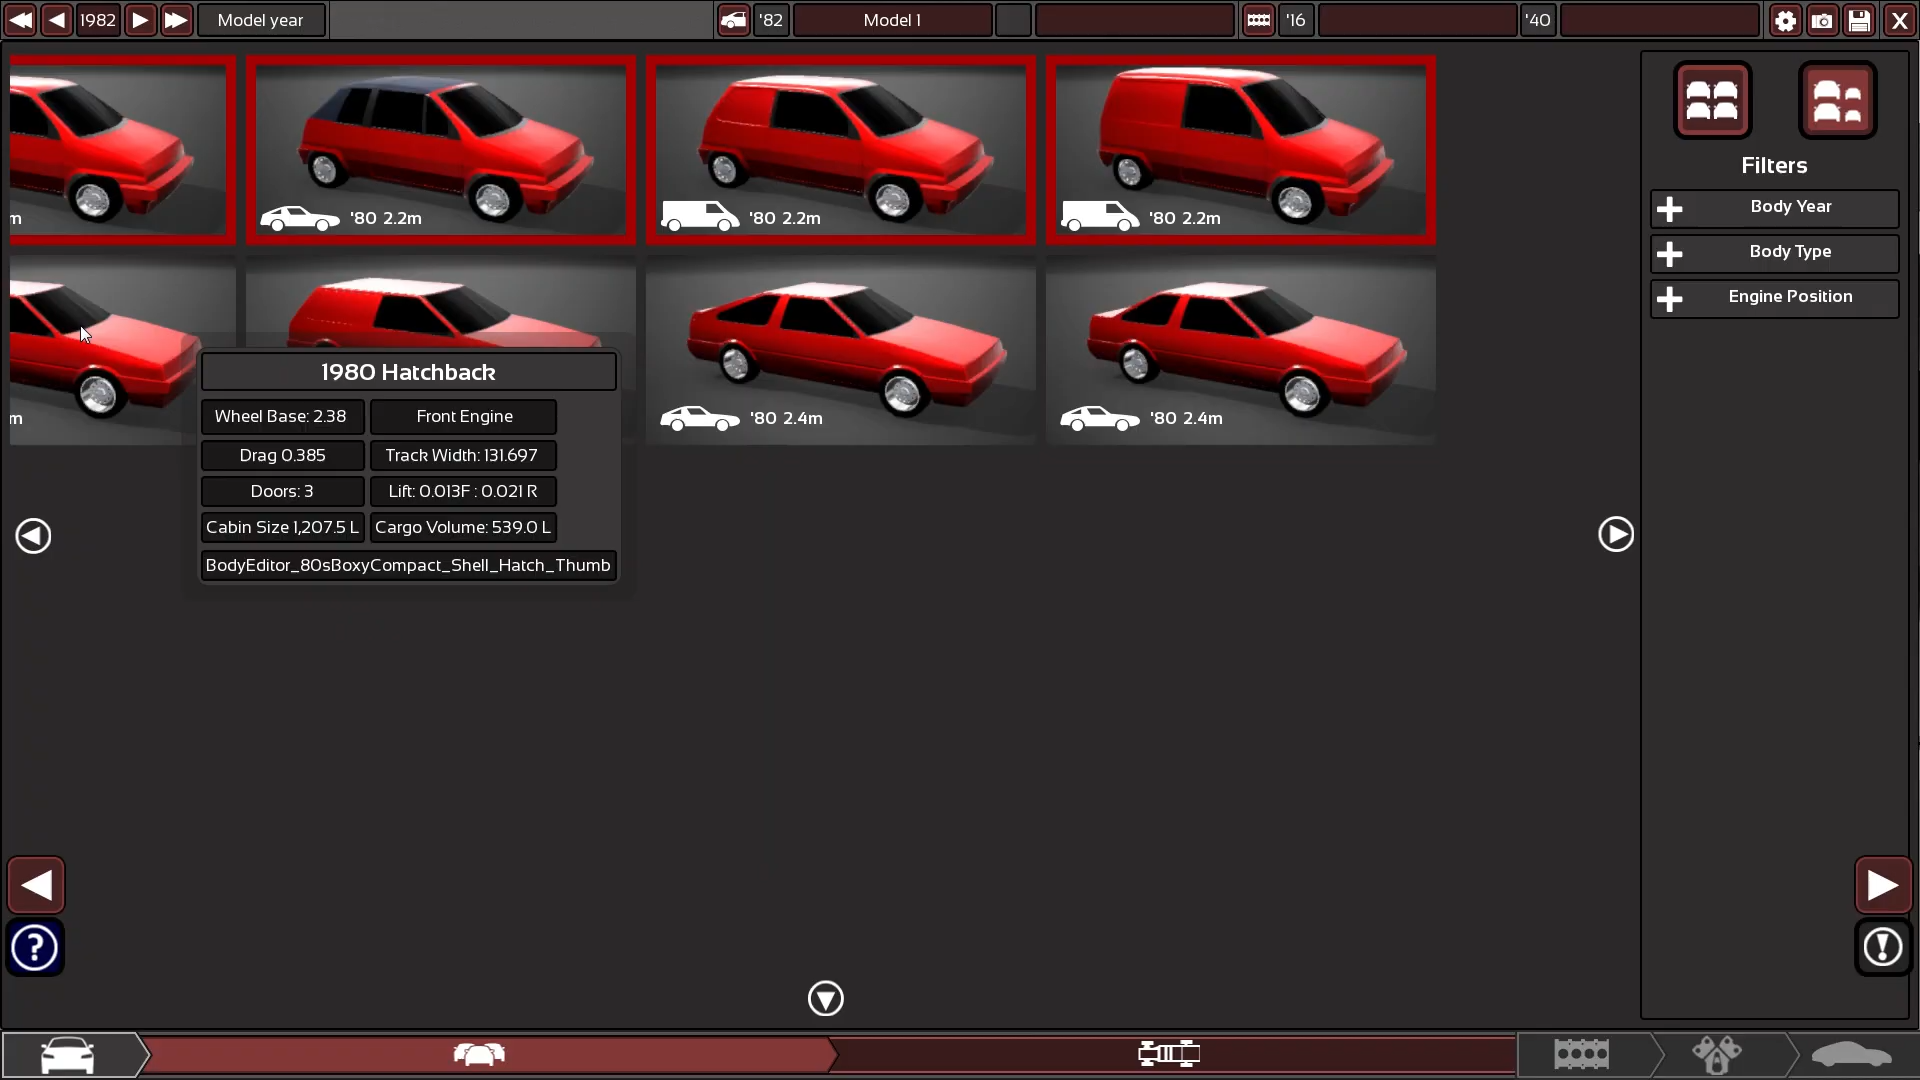 1982 Model year '82 Model 1 '16 '40
m '80 2.2m '80 2.2m '80 2.2m
Filters
Body Year
Body Type
Engine Position
m '80 2.4m '80 2.4m
1980 Hatchback
Wheel Base: 2.38 Front Engine
Drag 0.385 Track Width: 131.697
Doors: 3 Lift: 0.013F : 0.021 R
Cabin Size 1,207.5 L Cargo Volume: 539.0 L
BodyEditor_80sBoxyCompact_Shell_Hatch_Thumb